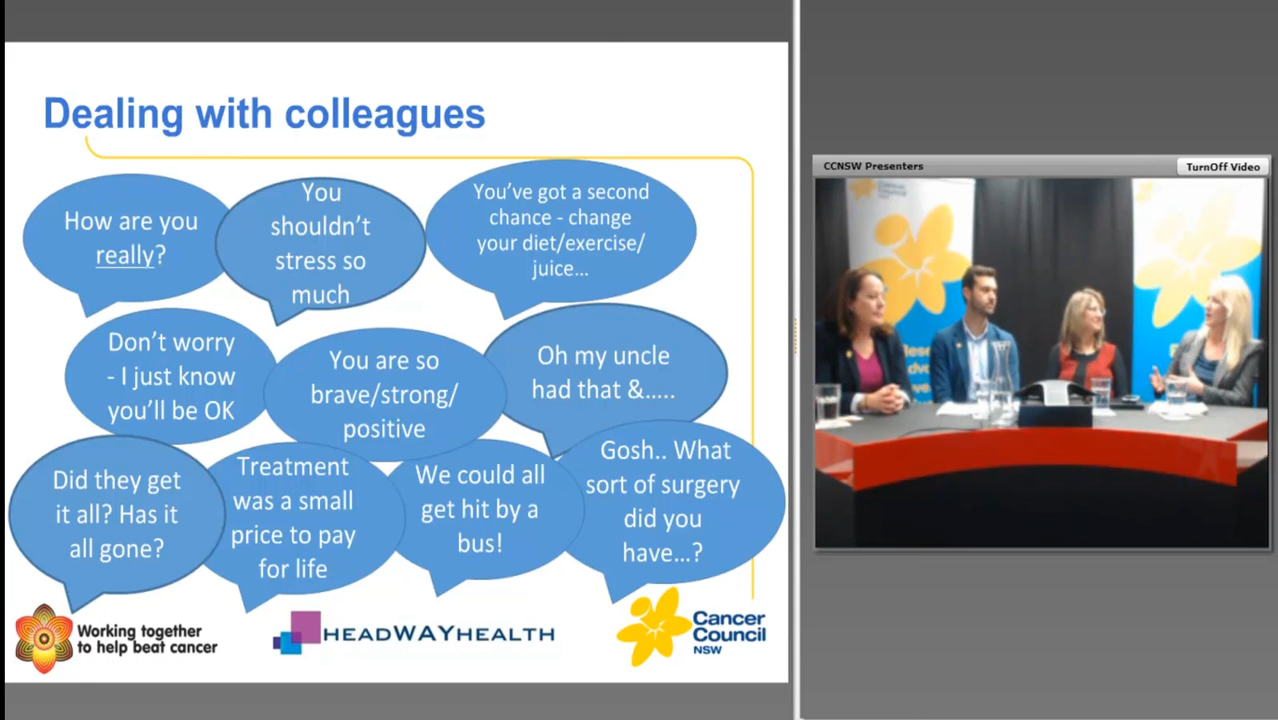 Dealing with colleagues
How are you
really?
You
shouldn't
stress so
much
You've got a second
chance - change
your diet/exercise/
juice...
Don't worry
- I just know
you'll be OK
You are so
brave/strong/
positive
Oh my uncle
had that &.....
Did they get
it all? Has it
all gone?
Treatment
was a small
price to pay
for life
We could all
get hit by a
bus!
Gosh.. What
sort of surgery
did you
have...?
Working together
to help beat cancer
HEADWAYHEALTH
Cancer
Council
NSW
CCNSW Presenters
TurnOff Video
Cancer
Council